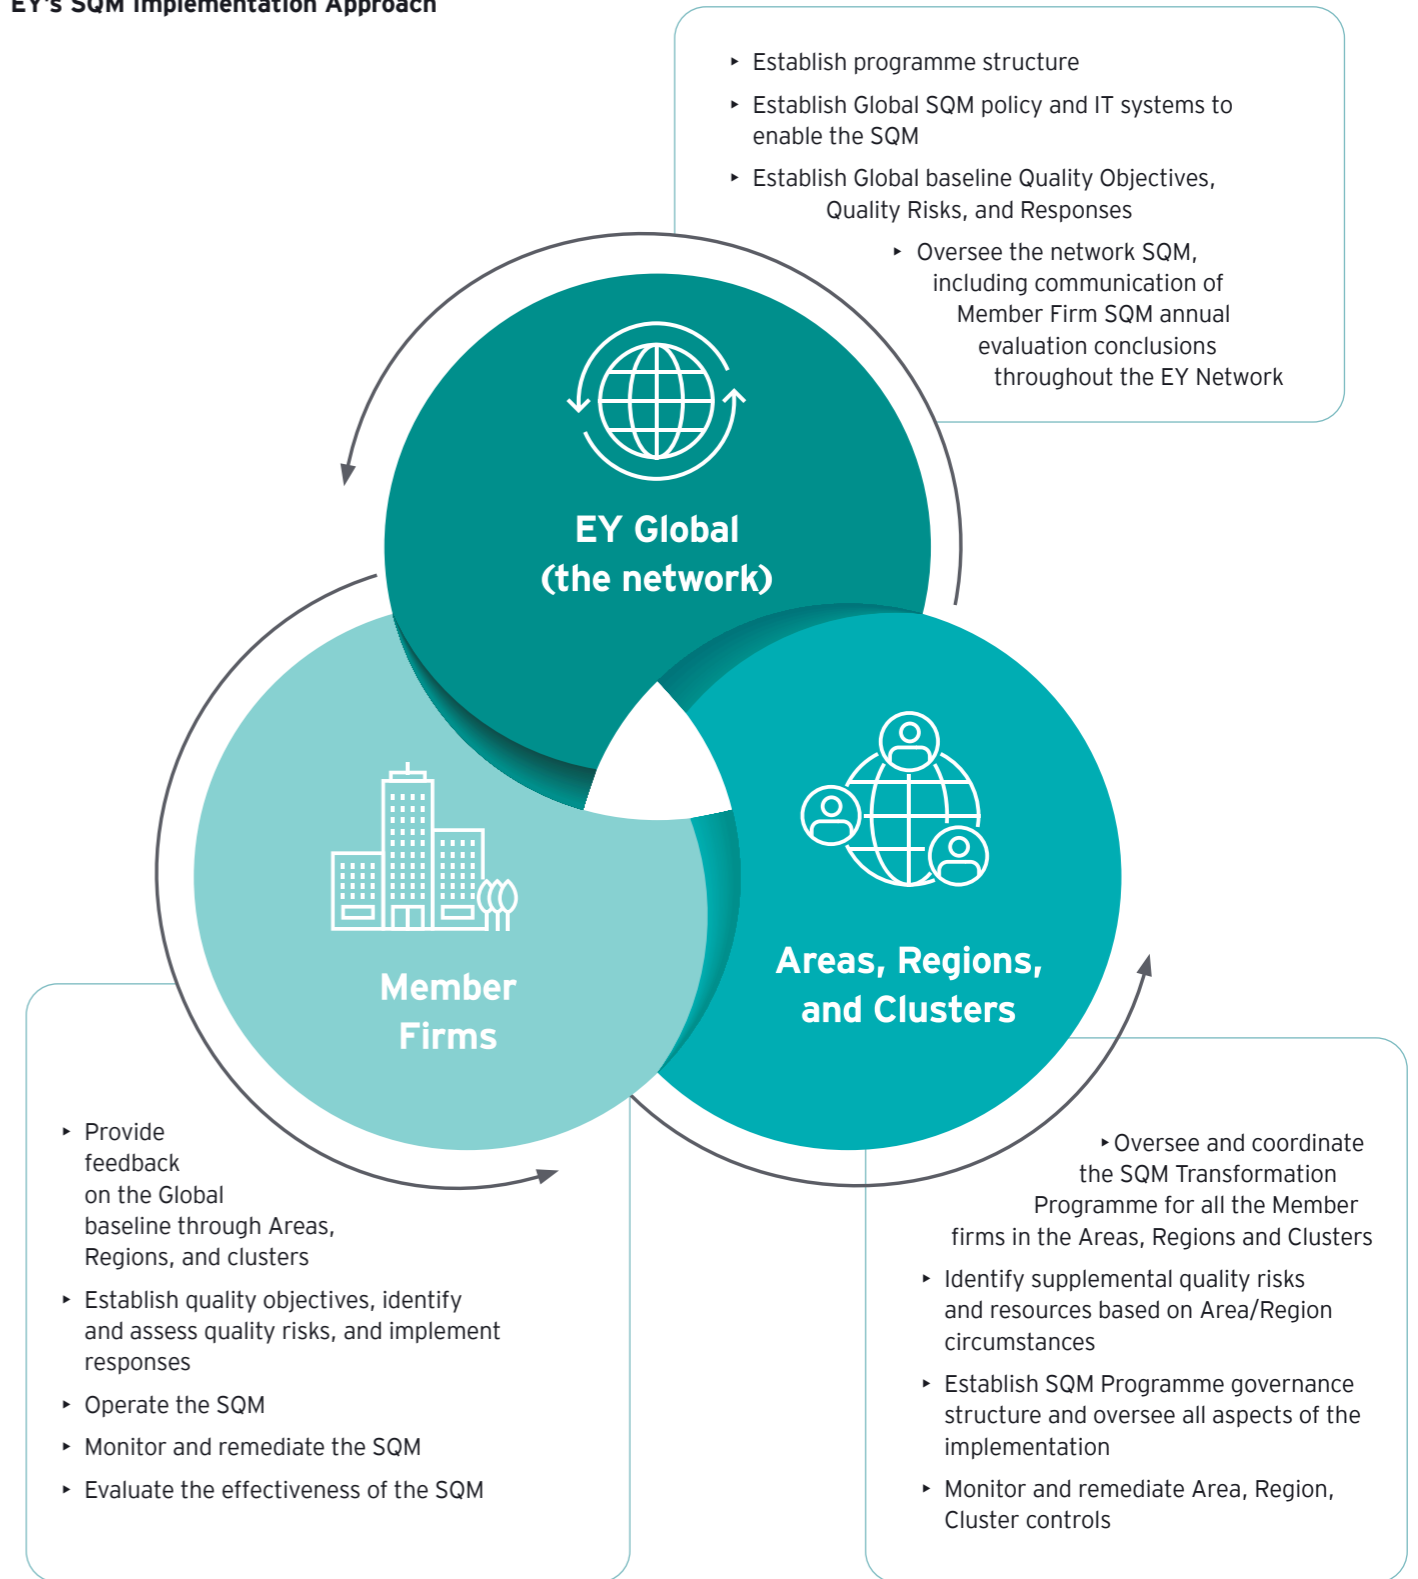 EY's SQM Implementation Approach
‣ Establish programme structure
‣ Establish Global SQM policy and IT systems to
enable the SQM
‣ Establish Global baseline Quality Objectives,
Quality Risks, and Responses
‣ Oversee the network SQM,
including communication of
Member Firm SQM annual
evaluation conclusions
throughout the EY Network
EY Global
(the network)
Member
Firms
Areas, Regions,
and Clusters
‣ Provide
feedback
on the Global
baseline through Areas,
Regions, and clusters
‣ Establish quality objectives, identify
and assess quality risks, and implement
responses
‣ Operate the SQM
‣ Monitor and remediate the SQM
‣ Evaluate the effectiveness of the SQM
‣ Oversee and coordinate
the SQM Transformation
Programme for all the Member
firms in the Areas, Regions and Clusters
‣ Identify supplemental quality risks
and resources based on Area/Region
circumstances
‣ Establish SQM Programme governance
structure and oversee all aspects of the
implementation
‣ Monitor and remediate Area, Region,
Cluster controls